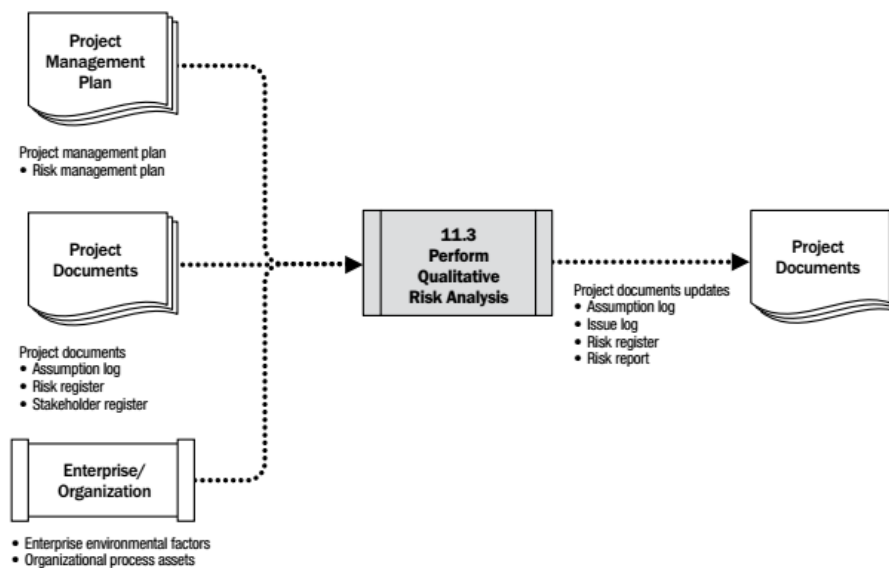 Project
Management
Plan
Project management plan
• Risk management plan
Project
Documents
Project documents
• Assumption log
• Risk register
• Stakeholder register
Enterprise/
Organization
• Enterprise environmental factors
• Organizational process assets
11.3
Perform
Qualitative
Risk Analysis
Project documents updates
• Assumption log
• Issue log
• Risk register
• Risk report
Project
Documents